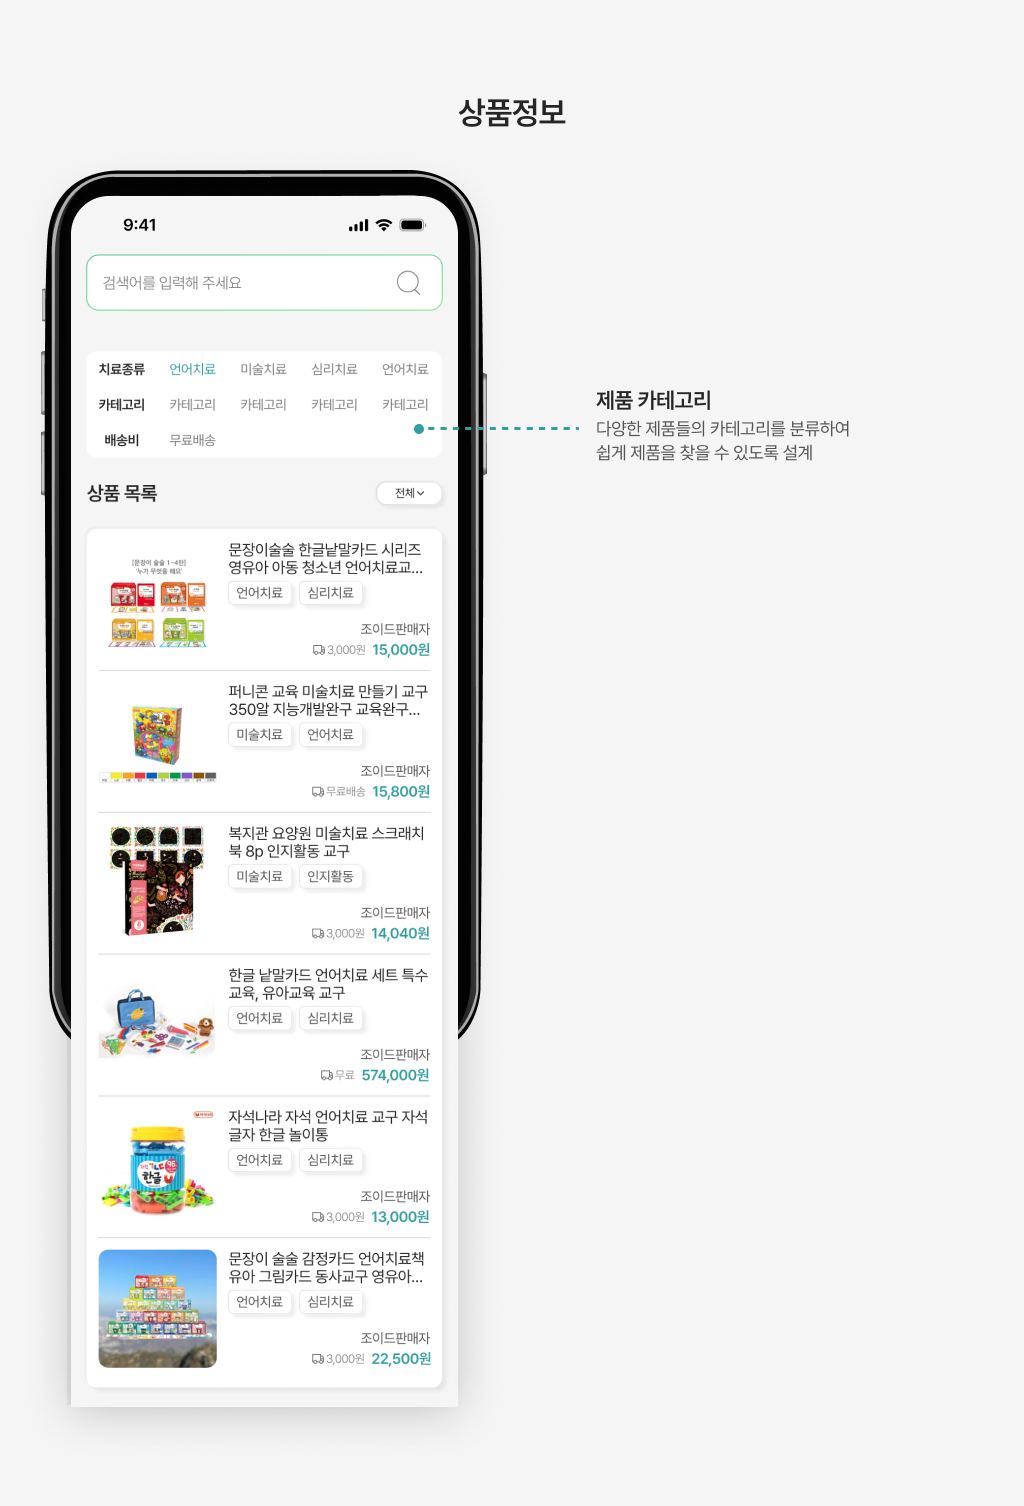 상품정보
9:41
검색어를 입력해 주세요
치료종류 언어치료 미술치료 심리치료 언어치료
카테고리 카테고리 카테고리 카테고리 카테고리
배송비 무료배송
제품 카테고리
다양한 제품들의 카테고리를 분류하여
쉽게 제품을 찾을 수 있도록 설계
상품 목록
전체
[문장이 술술 1~4탄]
'누가 무엇을 해요'
문장이술술 한글낱말카드 시리즈
영유아 아동 청소년 언어치료교...
언어치료 심리치료
조이드판매자
3,000원 15,000원
퍼니콘 교육 미술치료 만들기 교구
350알 지능개발완구 교육완구...
미술치료 언어치료
조이드판매자
무료배송 15,800원
복지관 요양원 미술치료 스크래치
북 8p 인지활동 교구
미술치료 인지활동
조이드판매자
3,000원 14,040원
한글 낱말카드 언어치료 세트 특수
교육, 유아교육 교구
언어치료 심리치료
조이드판매자
무료 574,000원
한글
자석나라 자석 언어치료 교구 자석
글자 한글 놀이통
언어치료 심리치료
조이드판매자
3,000원 13,000원
문장이 술술 감정카드 언어치료책
유아 그림카드 동사교구 영유아...
언어치료 심리치료
조이드판매자
3,000원 22,500원